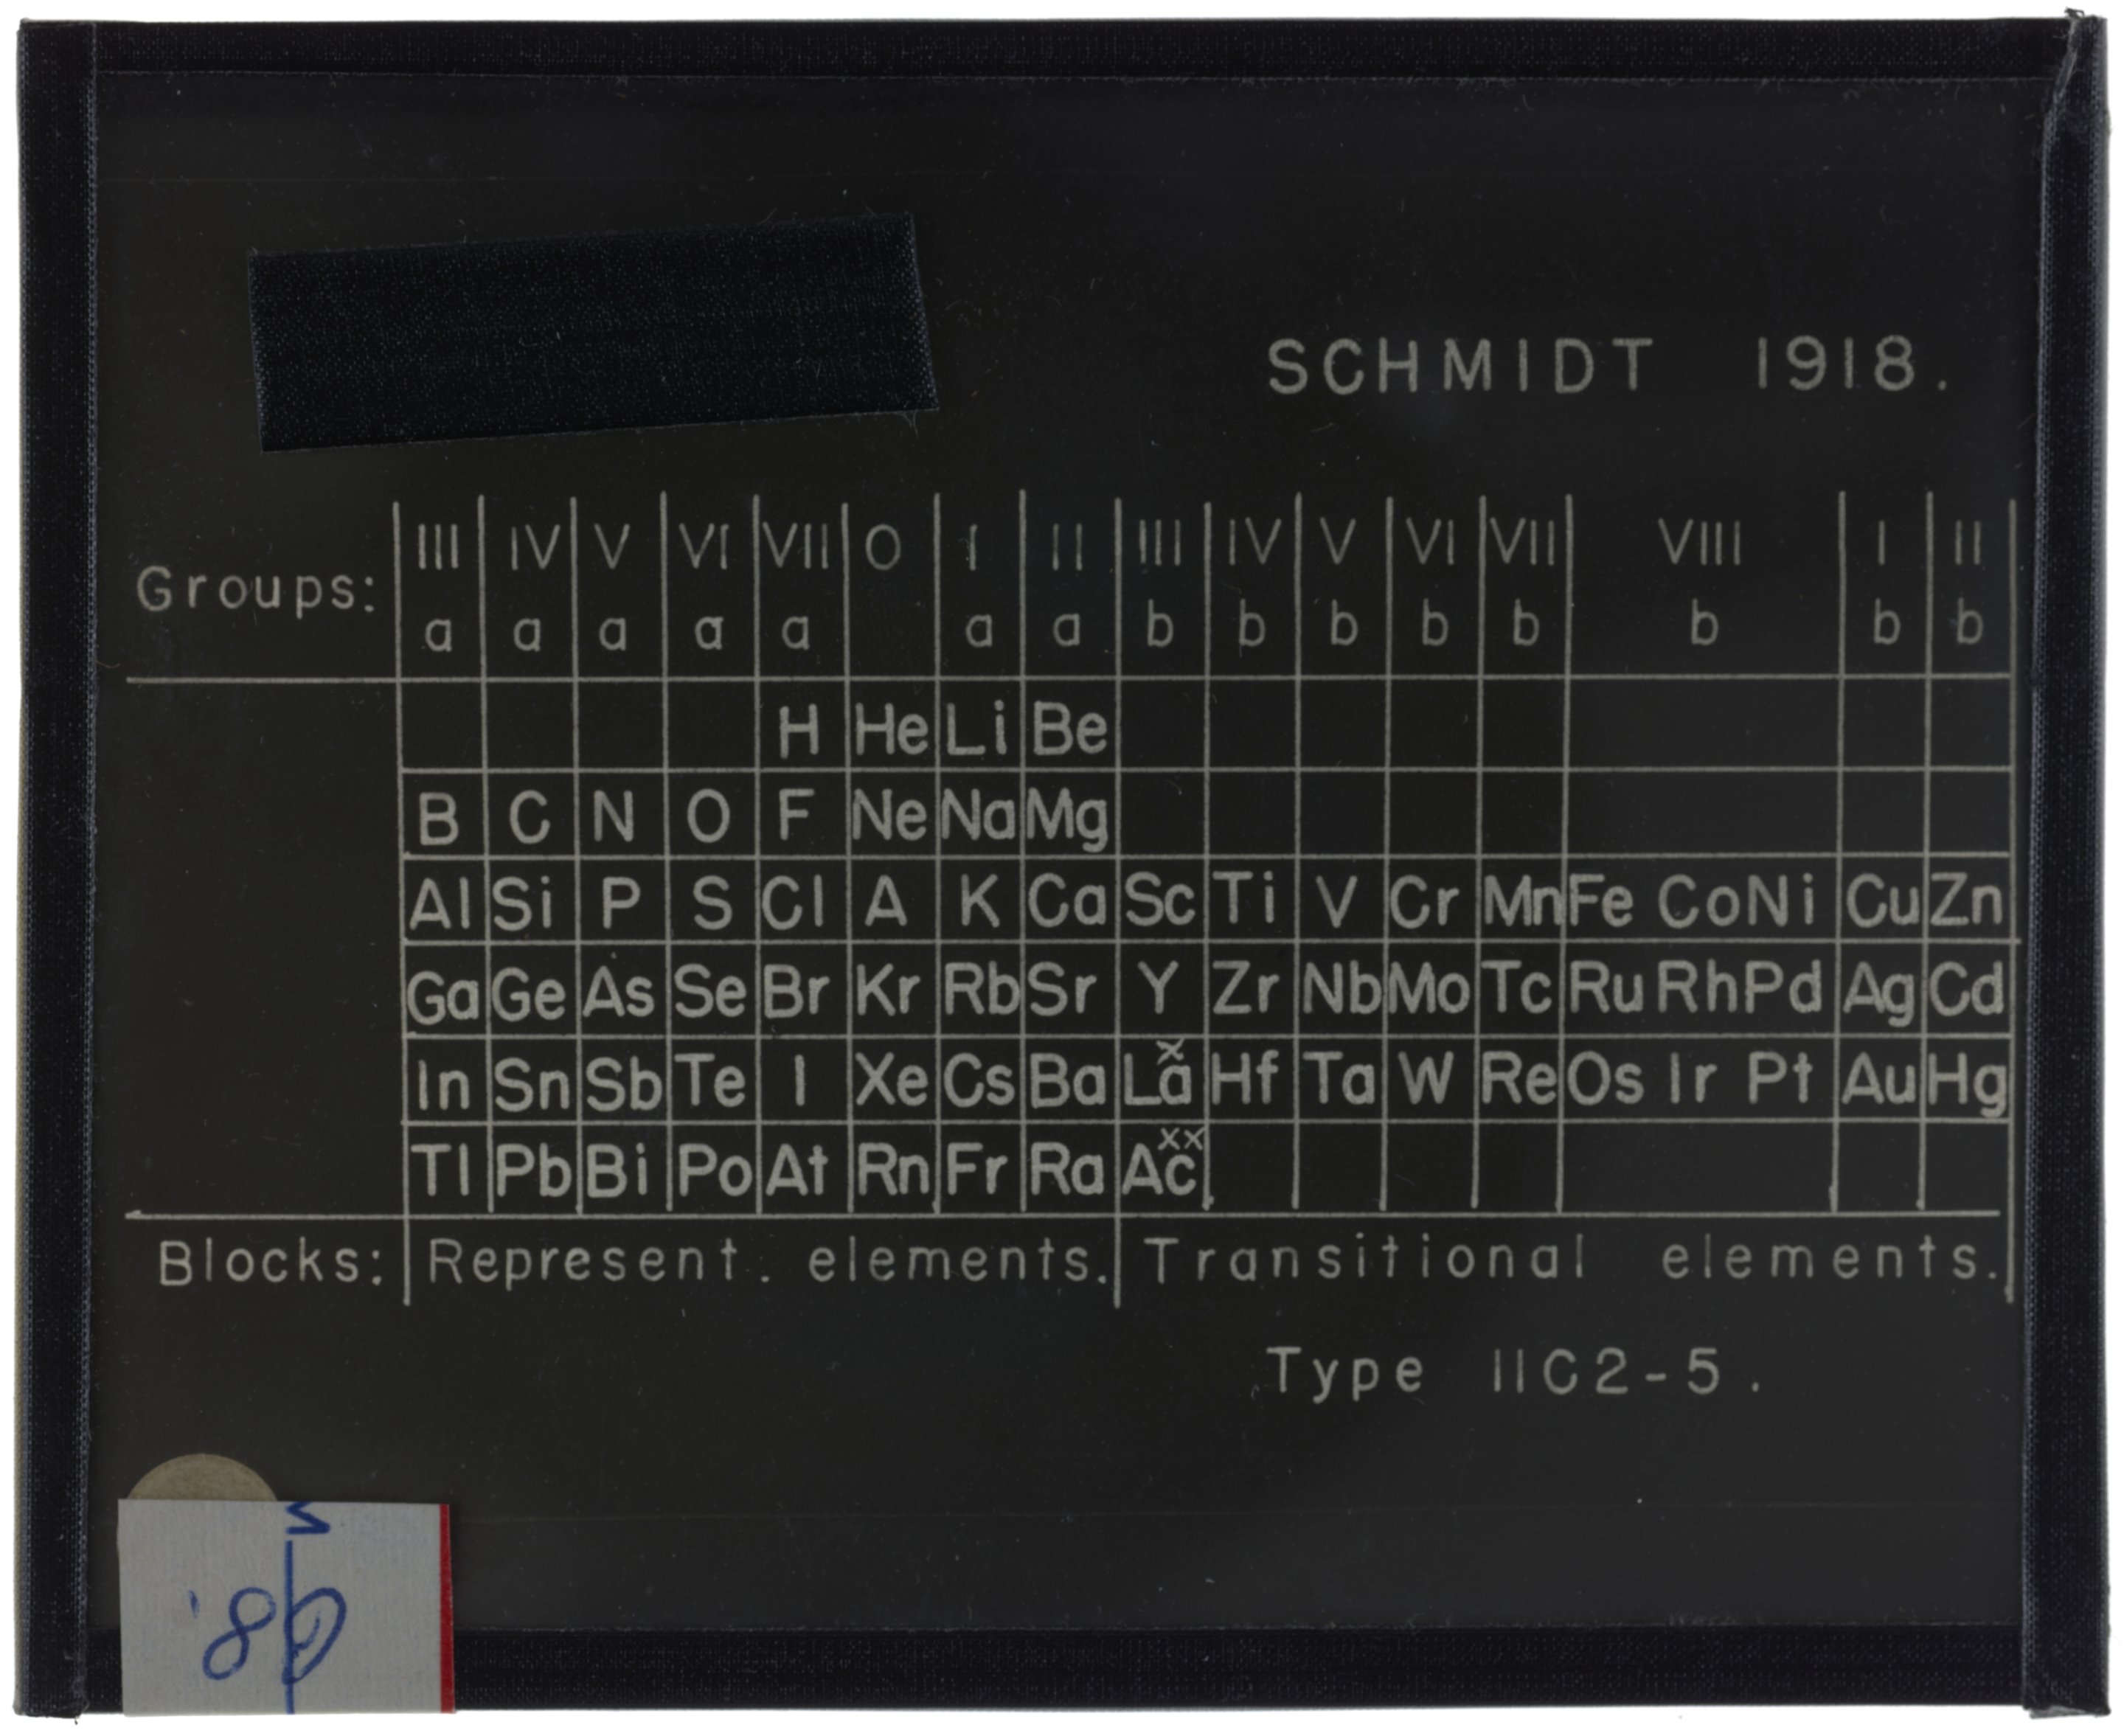 SCHMIDT 1918.
Groups: III a IV a V a VI a VII a O I a II a III b IV b V b VI b VII b VIII b I b II b
H He Li Be
B C N O F Ne Na Mg
Al Si P S Cl A K Ca Sc Ti V Cr Mn Fe Co Ni Cu Zn
Ga Ge As Se Br Kr Rb Sr Y Zr Nb Mo Tc Ru Rh Pd Ag Cd
In Sn Sb Te I Xe Cs Ba La x Hf Ta W Re Os Ir Pt Au Hg
Tl Pb Bi Po At Rn Fr Ra Ac xx
Blocks: Represent. elements. Transitional elements.
Type IIC2-5.